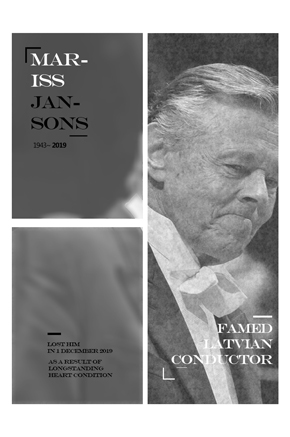 MAR-
ISS
JAN-
SONS
1943– 2019
LOST HIM
IN 1 DECEMBER 2019
AS A RESULT OF
LONGSTANDING
HEART CONDITION
FAMED
LATVIAN
CONDUCTOR